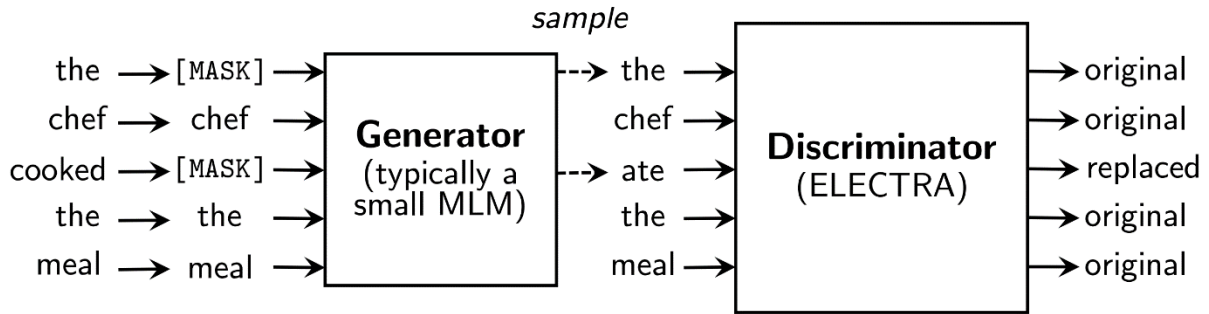 sample
the [MASK] the original
chef chef chef original
cooked [MASK] ate replaced
the the the original
meal meal meal original
Generator
(typically a
small MLM)
Discriminator
(ELECTRA)